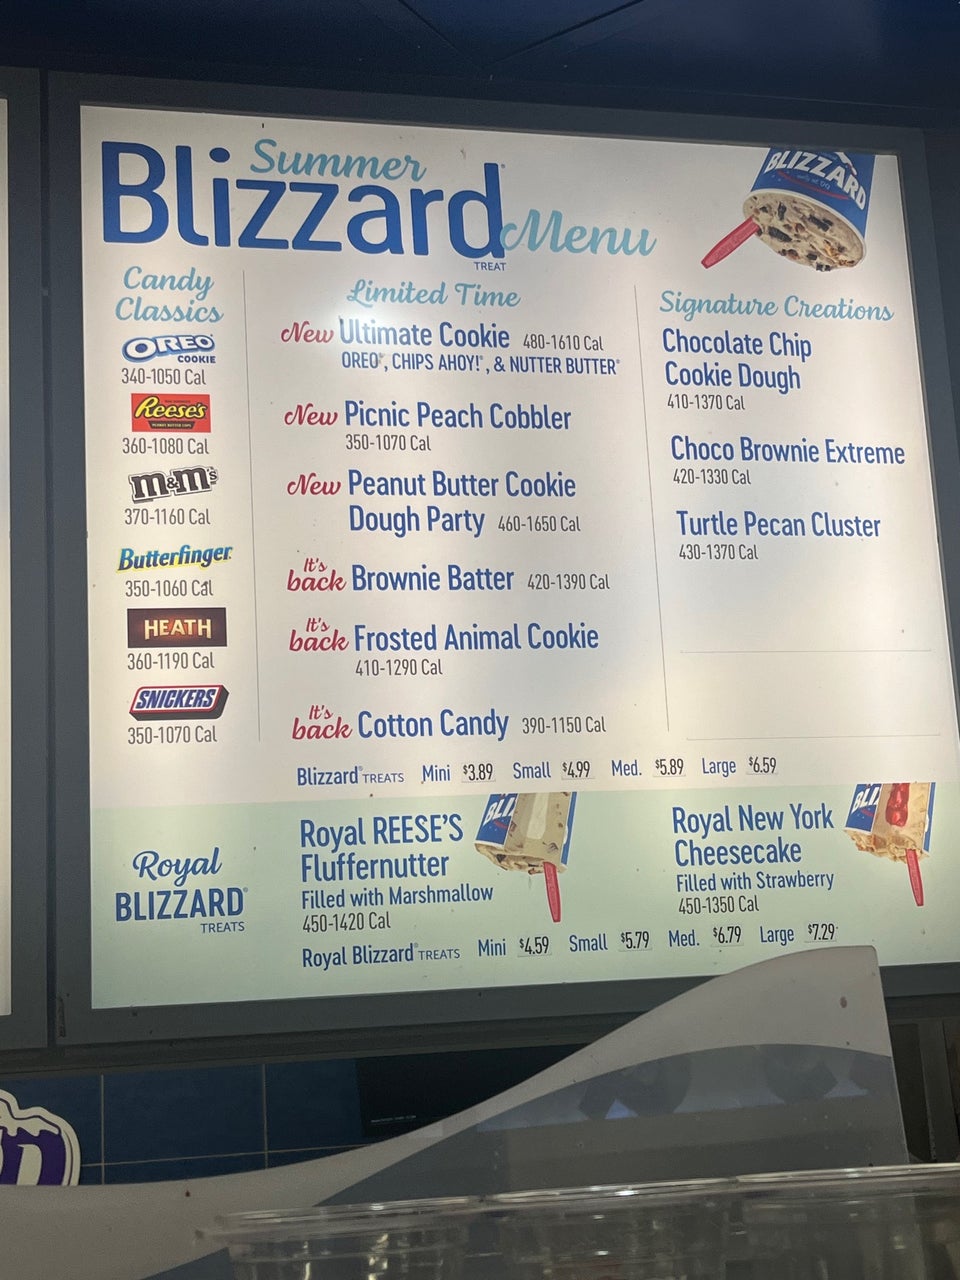 Summer
Blizzard® Menu
TREAT
BLIZZARD
Candy
Classics
OREO
COOKIE
340-1050 Cal
Reese's
PEANUT BUTTER CUPS
360-1080 Cal
m&m's
370-1160 Cal
Butterfinger
350-1060 Cal
HEATH
360-1190 Cal
SNICKERS
350-1070 Cal
Limited Time
New Ultimate Cookie 480-1610 Cal
OREO®, CHIPS AHOY!®, & NUTTER BUTTER®
New Picnic Peach Cobbler
350-1070 Cal
New Peanut Butter Cookie
Dough Party 460-1650 Cal
It's
back Brownie Batter 420-1390 Cal
It's
back Frosted Animal Cookie
410-1290 Cal
It's
back Cotton Candy 390-1150 Cal
Signature Creations
Chocolate Chip
Cookie Dough
410-1370 Cal
Choco Brownie Extreme
420-1330 Cal
Turtle Pecan Cluster
430-1370 Cal
Blizzard® TREATS Mini $3.89 Small $4.99 Med. $5.89 Large $6.59
Royal
BLIZZARD®
TREATS
Royal REESE'S
Fluffernutter
Filled with Marshmallow
450-1420 Cal
BLI
Royal New York
Cheesecake
Filled with Strawberry
450-1350 Cal
BLI
Royal Blizzard® TREATS Mini $4.59 Small $5.79 Med. $6.79 Large $7.29